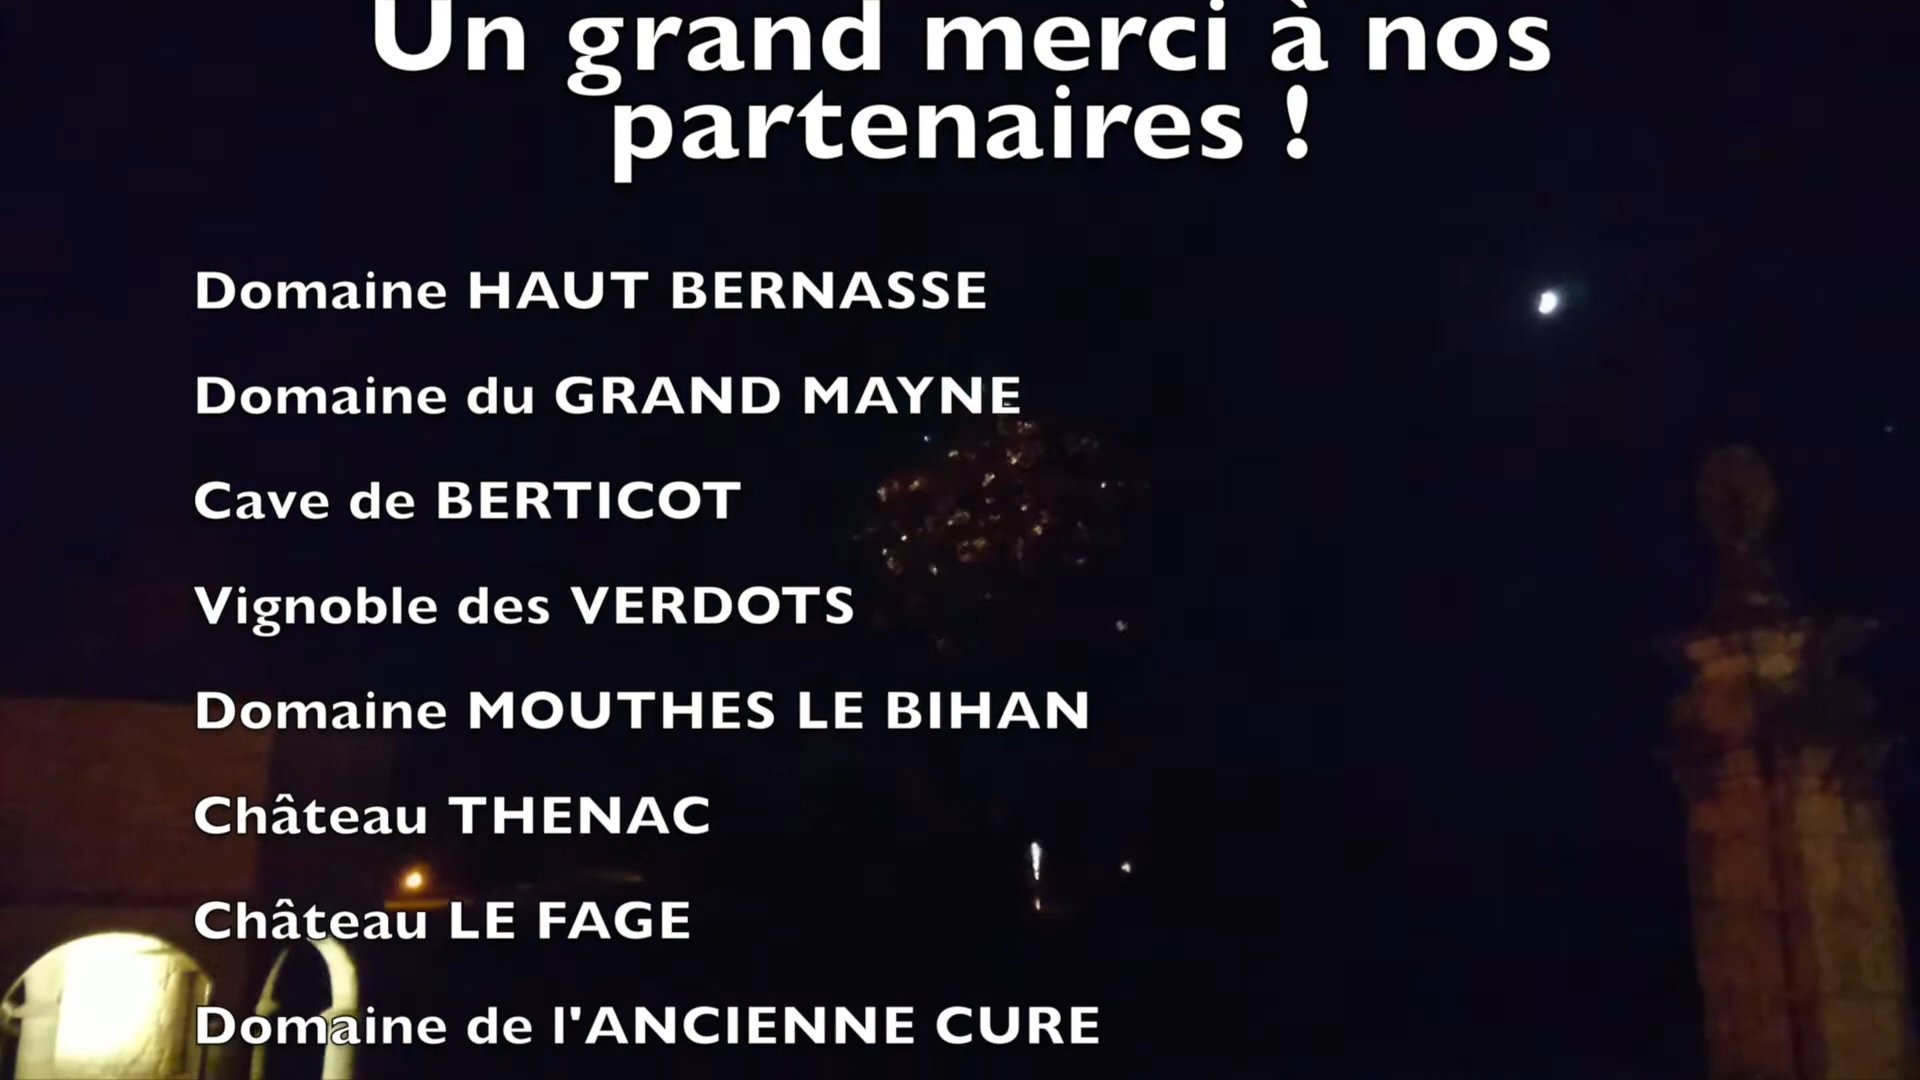 Un grand merci à nos
partenaires !
Domaine HAUT BERNASSE
Domaine du GRAND MAYNE
Cave de BERTICOT
Vignoble des VERDOTS
Domaine MOUTHES LE BIHAN
Château THENAC
Château LE FAGE
Domaine de l'ANCIENNE CURE